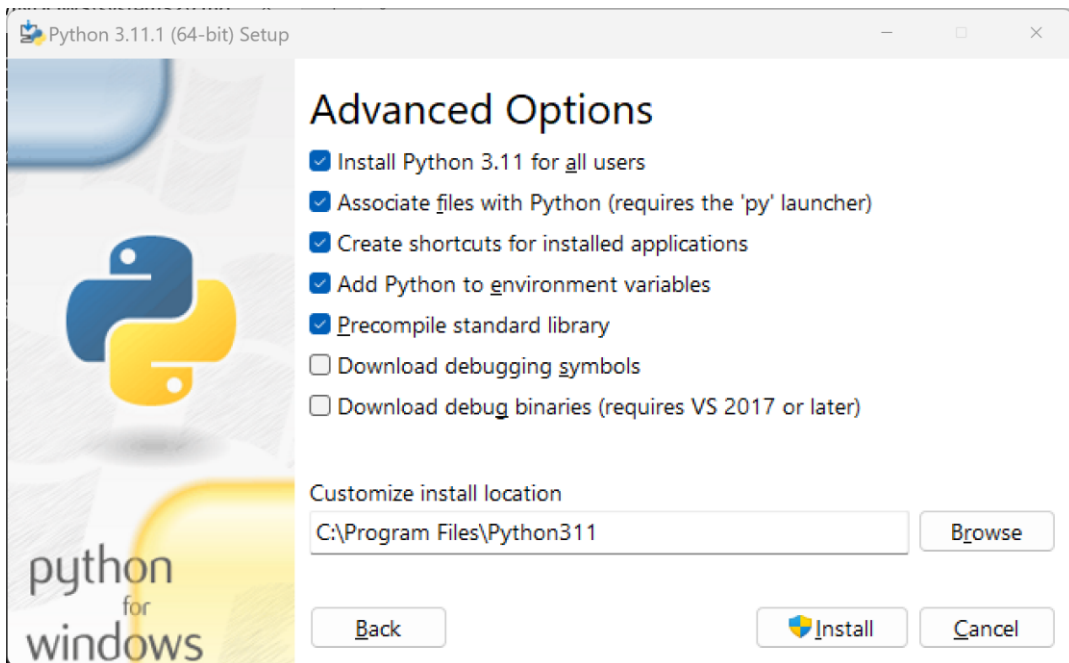 Python 3.11.1 (64-bit) Setup
Advanced Options
Install Python 3.11 for all users
Associate files with Python (requires the 'py' launcher)
Create shortcuts for installed applications
Add Python to environment variables
Precompile standard library
Download debugging symbols
Download debug binaries (requires VS 2017 or later)
Customize install location
C:\Program Files\Python311
Browse
python
for
windows
Back
Install
Cancel